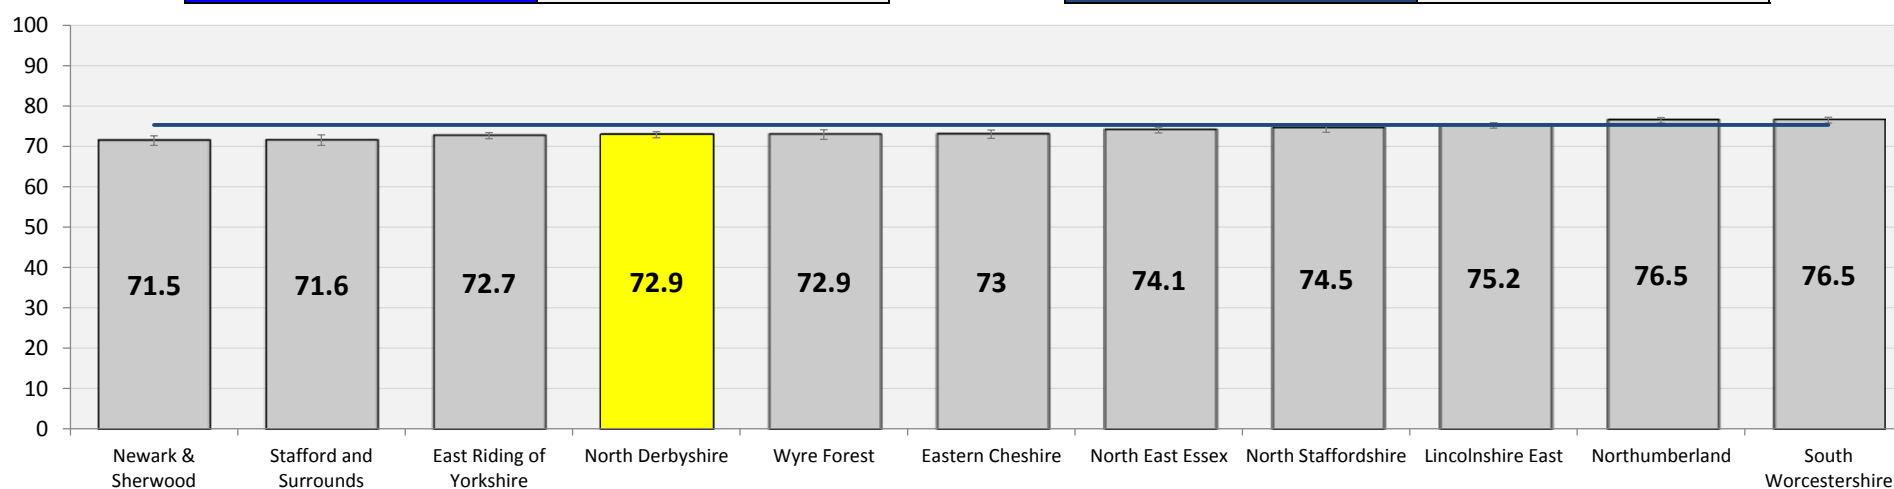 100
90
80
70
60
50
40
30
20
10
0
71.5
71.6
72.7
72.9
72.9
73
74.1
74.5
75.2
76.5
76.5
Newark &
Sherwood
Stafford and
Surrounds
East Riding of
Yorkshire
North Derbyshire
Wyre Forest
Eastern Cheshire
North East Essex
North Staffordshire
Lincolnshire East
Northumberland
South
Worcestershire